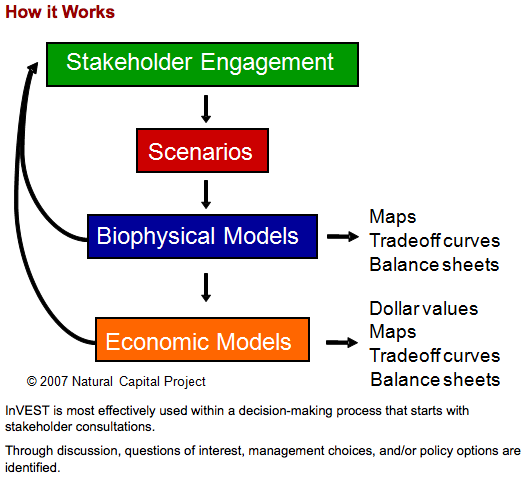 How it Works
Stakeholder Engagement
Scenarios
Biophysical Models
Maps
Tradeoff curves
Balance sheets
Economic Models
Dollar values
Maps
Tradeoff curves
Balance sheets
© 2007 Natural Capital Project
InVEST is most effectively used within a decision-making process that starts with
stakeholder consultations.
Through discussion, questions of interest, management choices, and/or policy options are
identified.